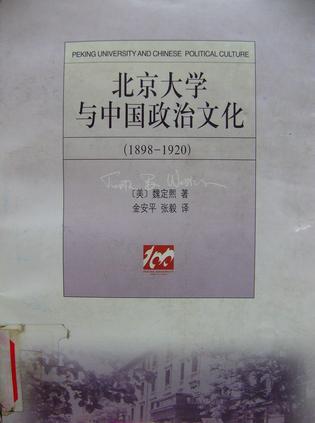 PEKING UNIVERSITY AND CHINESE POLITICAL CULTURE
北京大学
与中国政治文化
(1898-1920)
〔美〕魏定熙 著
金安平 张毅 译
100